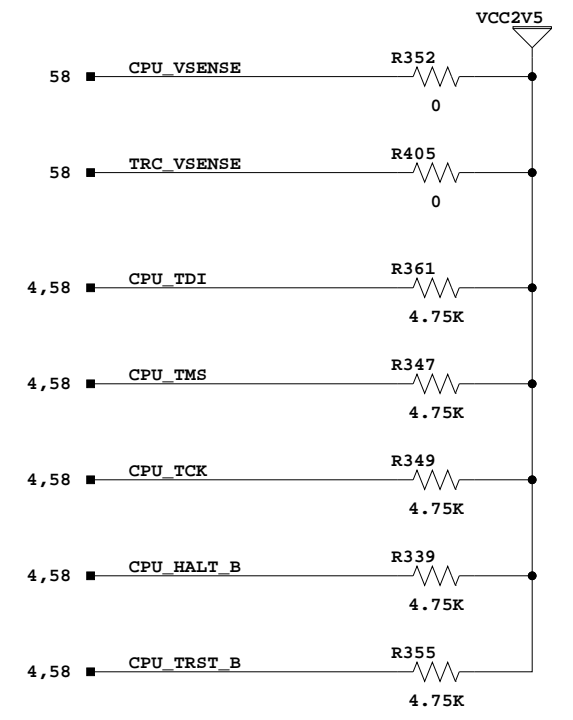 VCC2V5
R352
58 CPU_VSENSE
0
R405
58 TRC_VSENSE
0
R361
4,58 CPU_TDI
4.75K
R347
4,58 CPU_TMS
4.75K
R349
4,58 CPU_TCK
4.75K
R339
4,58 CPU_HALT_B
4.75K
R355
4,58 CPU_TRST_B
4.75K